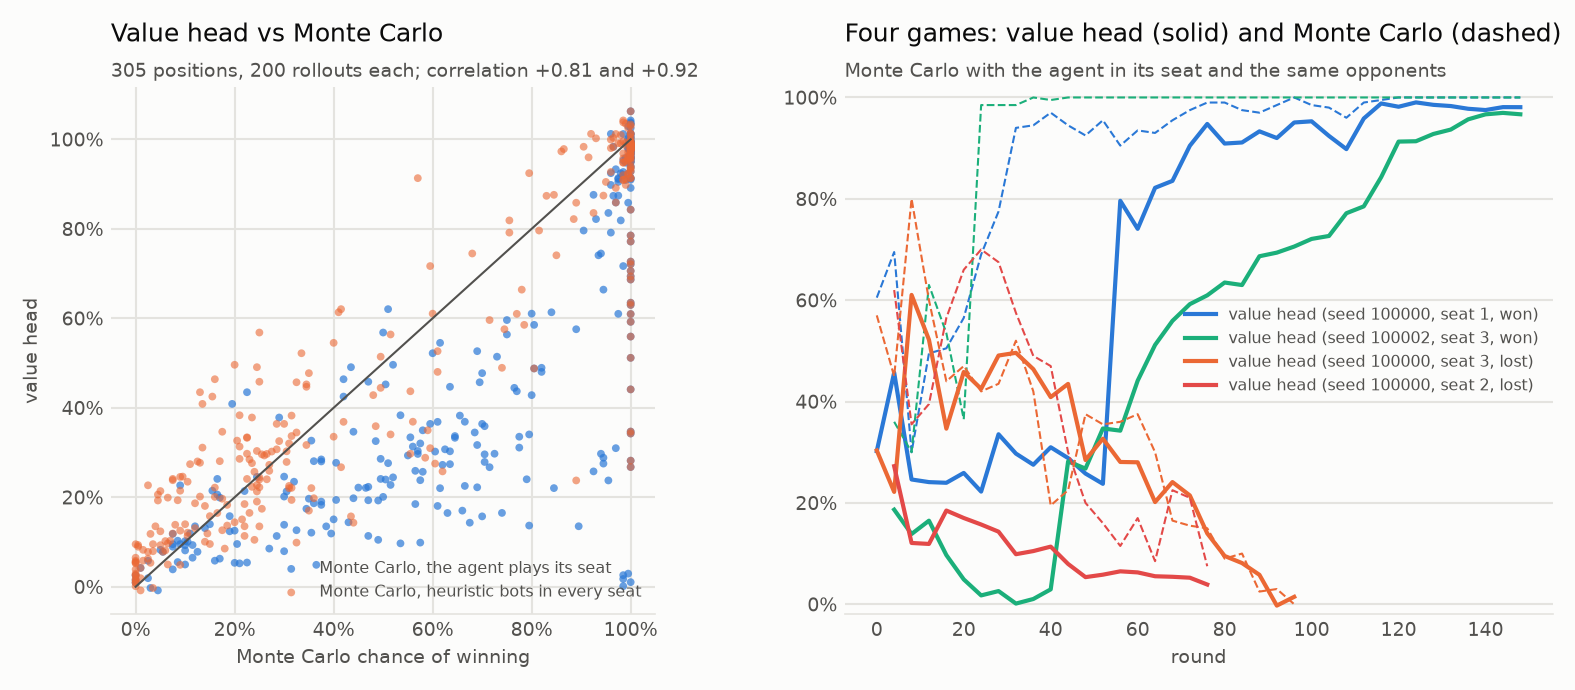 Value head vs Monte Carlo
305 positions, 200 rollouts each; correlation +0.81 and +0.92
100%
80%
60%
40%
20%
0%
value head
Monte Carlo, the agent plays its seat
Monte Carlo, heuristic bots in every seat
0%
20%
40%
60%
80%
100%
Monte Carlo chance of winning
Four games: value head (solid) and Monte Carlo (dashed)
Monte Carlo with the agent in its seat and the same opponents
100%
80%
60%
40%
20%
0%
value head (seed 100000, seat 1, won)
value head (seed 100002, seat 3, won)
value head (seed 100000, seat 3, lost)
value head (seed 100000, seat 2, lost)
0
20
40
60
80
100
120
140
round